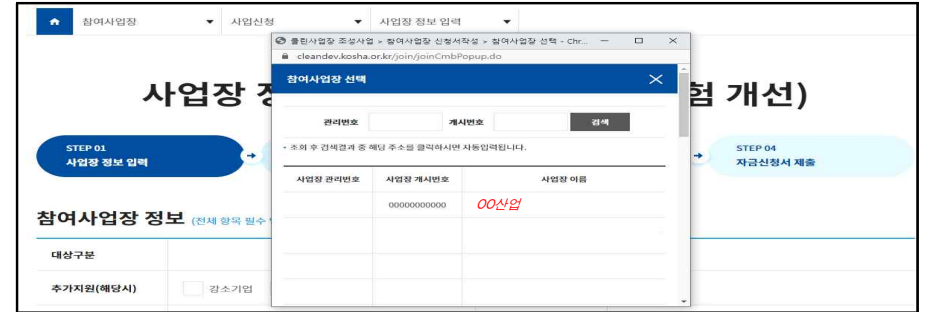 참여사업장 사업신청 사업장 정보 입력
클린사업장 조성사업 > 참여사업장 신청서작성 > 참여사업장 선택 - Chr...
cleandev.kosha.or.kr/join/joinCmbPopup.do
참여사업장 선택
사업장 정 험 개선)
관리번호 개시번호 검색
- 조회 후 검색결과 중 해당 주소를 클릭하시면 자동입력됩니다.
STEP 01
사업장 정보 입력
STEP 04
자금신청서 제출
사업장 관리번호 사업장 개시번호 사업장 이름
00000000000 OO산업
참여사업장 정보 (전체 항목 필수
대상구분
추가지원(해당시) 강소기업